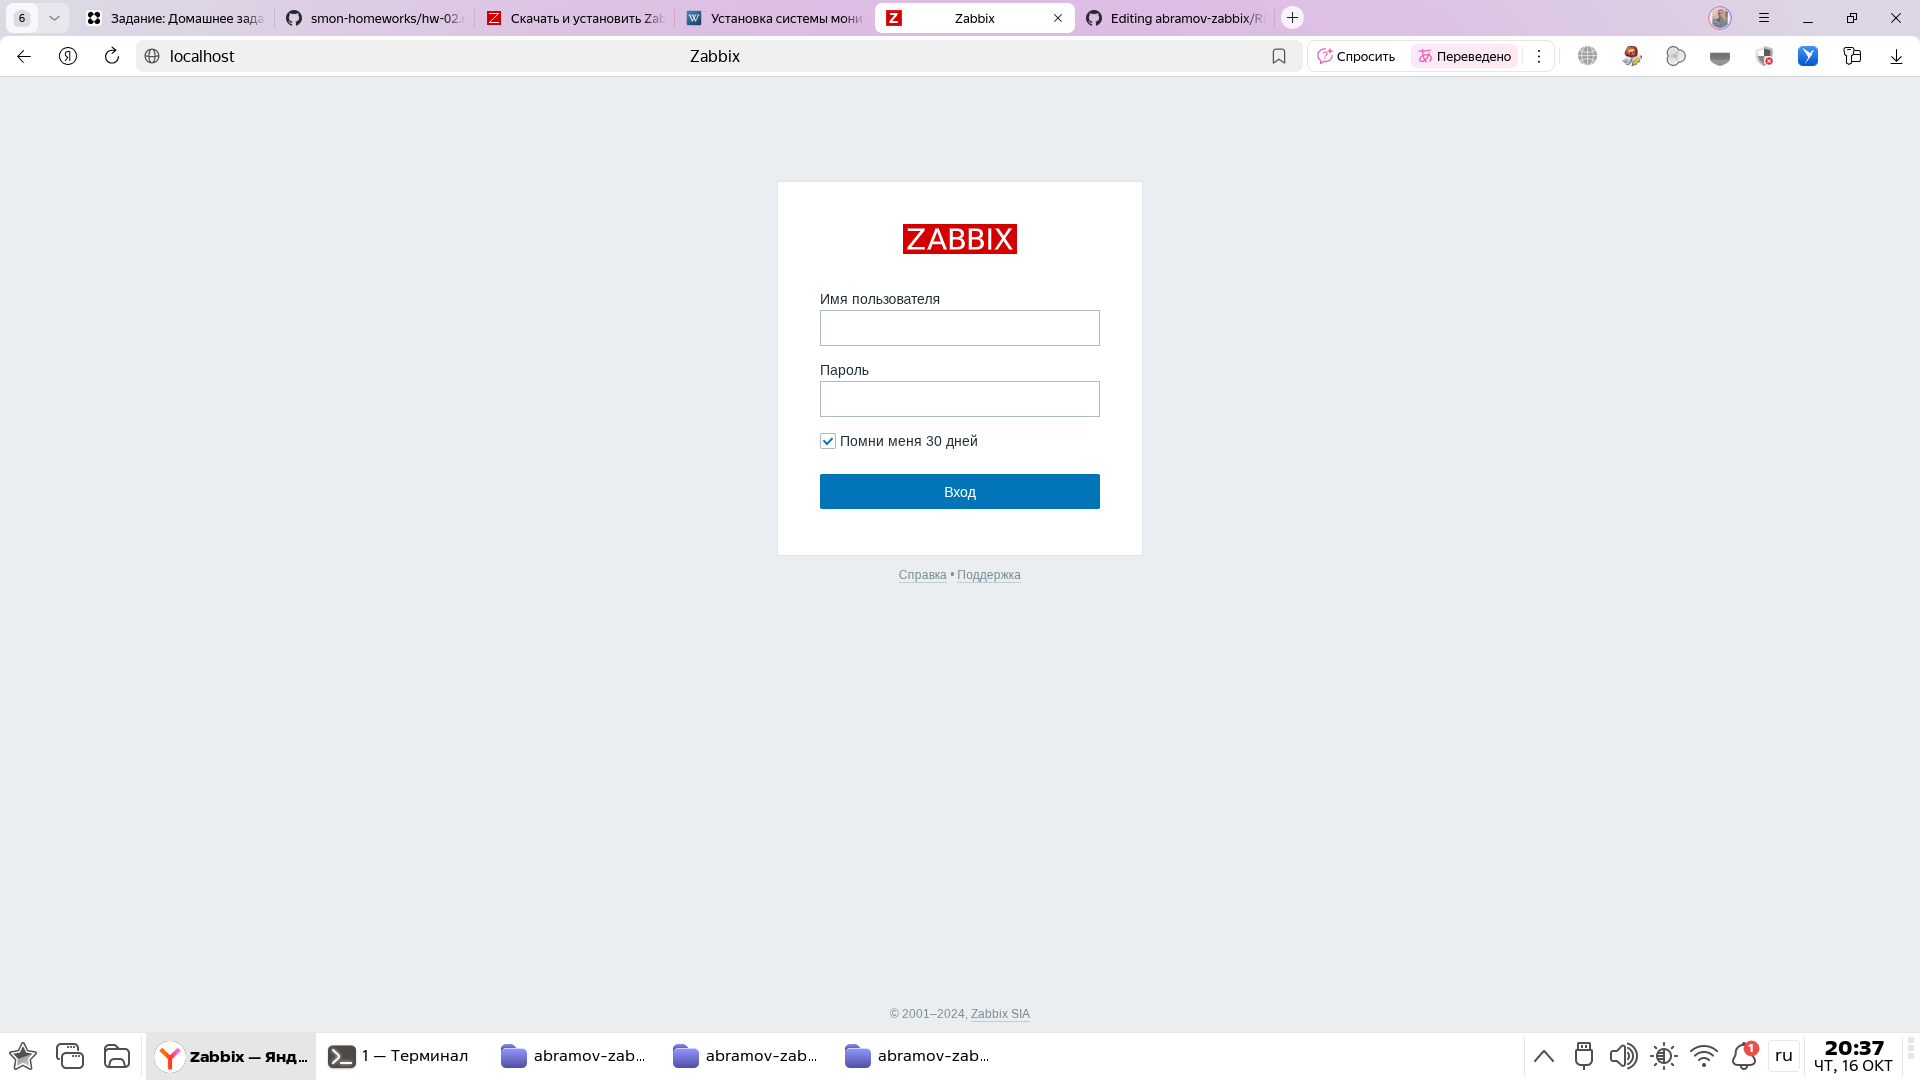 6
Задание: Домашнее зада
smon-homeworks/hw-02.
Скачать и установить Zab
Установка системы мони
Zabbix
Editing abramov-zabbix/R
localhost
Zabbix
Спросить
Переведено
ZABBIX
Имя пользователя
Пароль
Помни меня 30 дней
Вход
Справка • Поддержка
© 2001–2024, Zabbix SIA
Zabbix — Янд...
1 — Терминал
abramov-zab...
abramov-zab...
abramov-zab...
1
ru
20:37
ЧТ, 16 ОКТ